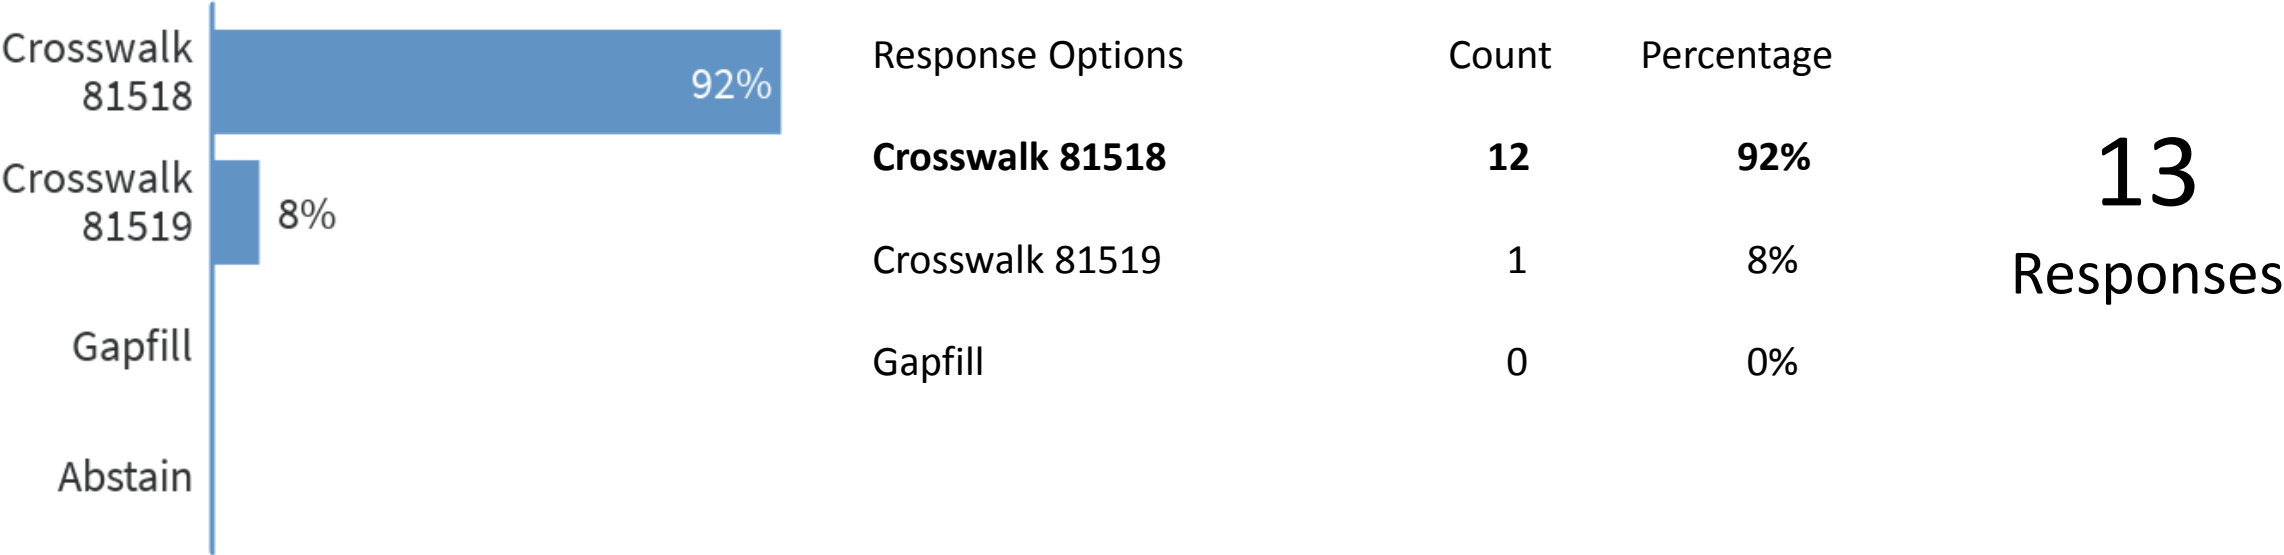 Crosswalk
81518
92%
Crosswalk
81519
8%
Gapfill
Abstain
Response Options Count Percentage
Crosswalk 81518 12 92%
Crosswalk 81519 1 8%
Gapfill 0 0%
13
Responses